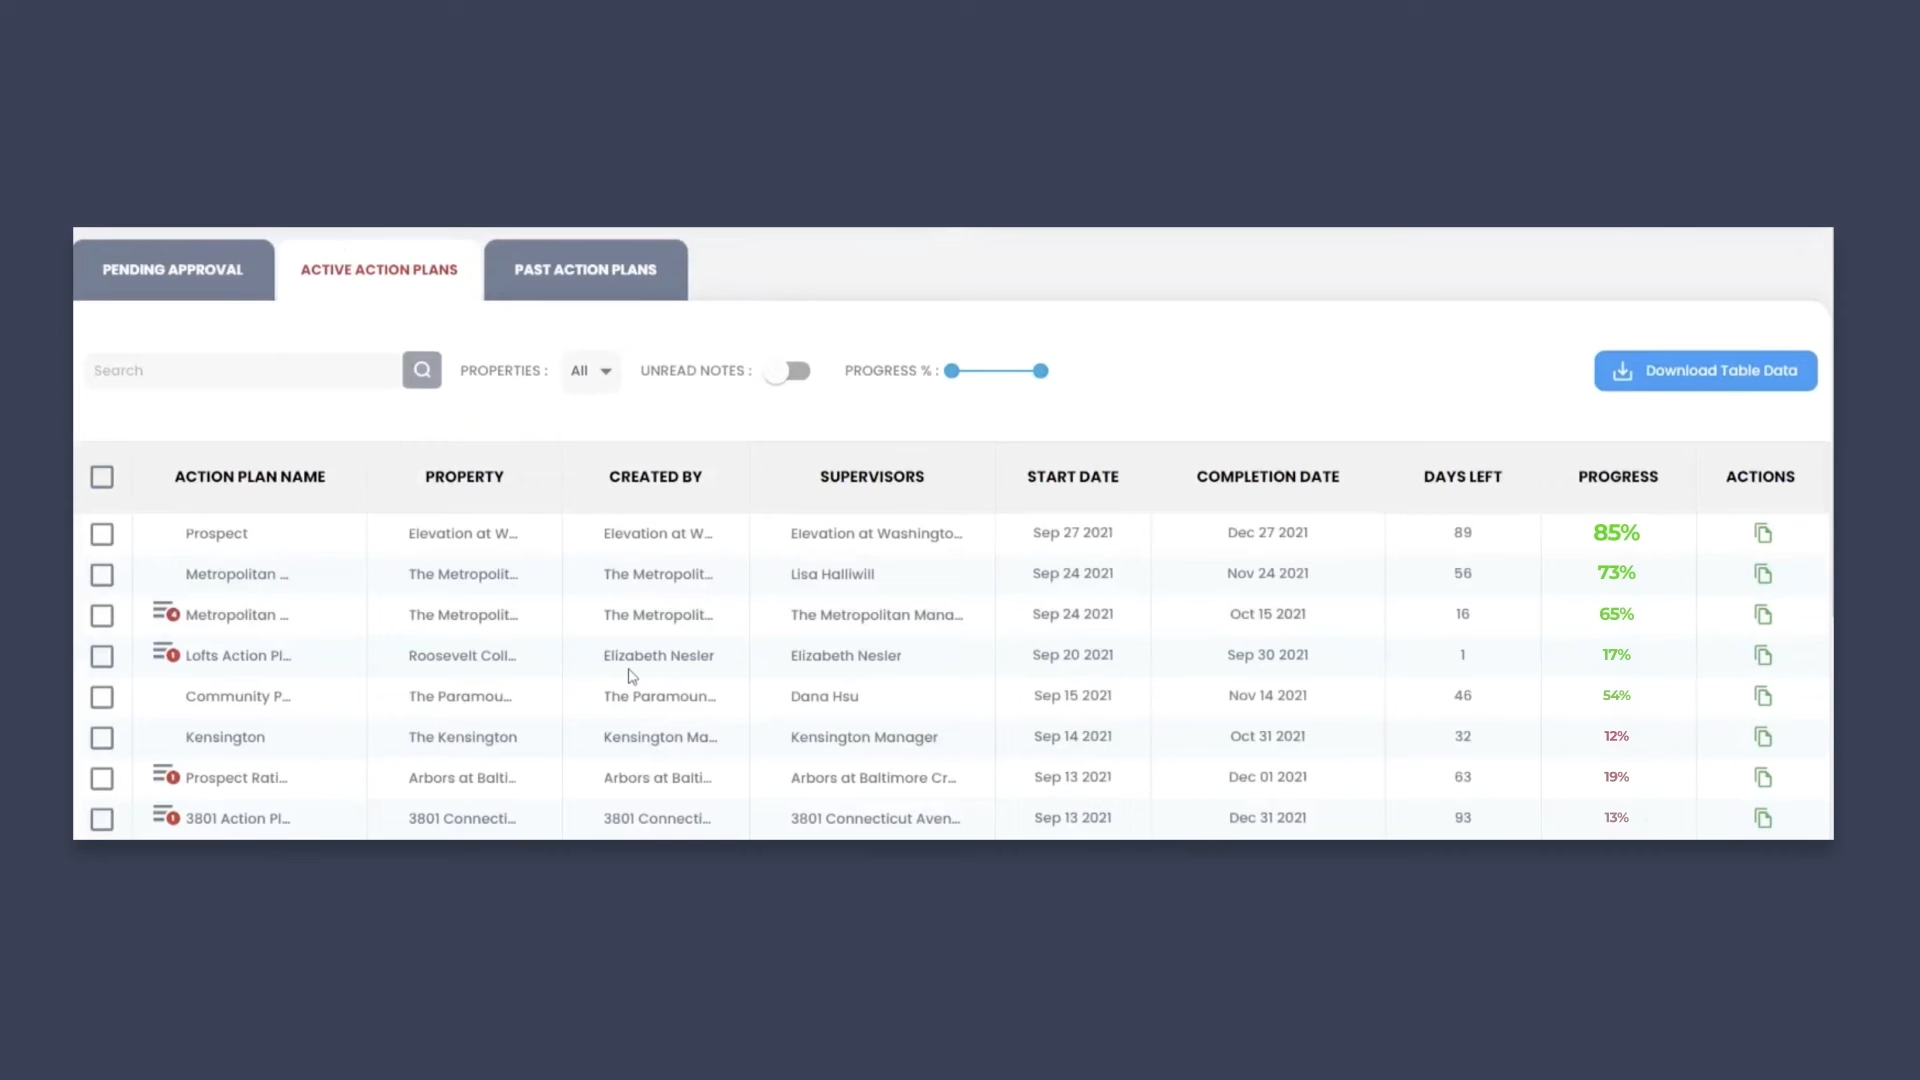 PENDING APPROVAL ACTIVE ACTION PLANS PAST ACTION PLANS
Search PROPERTIES : All UNREAD NOTES : PROGRESS % : Download Table Data
ACTION PLAN NAME PROPERTY CREATED BY SUPERVISORS START DATE COMPLETION DATE DAYS LEFT PROGRESS ACTIONS
Prospect Elevation at W... Elevation at W... Elevation at Washingto... Sep 27 2021 Dec 27 2021 89 85%
Metropolitan ... The Metropolit... The Metropolit... Lisa Halliwill Sep 24 2021 Nov 24 2021 56 73%
4 Metropolitan ... The Metropolit... The Metropolit... The Metropolitan Mana... Sep 24 2021 Oct 15 2021 16 65%
1 Lofts Action Pl... Roosevelt Coll... Elizabeth Nesler Elizabeth Nesler Sep 20 2021 Sep 30 2021 1 17%
Community P... The Paramou... The Paramoun... Dana Hsu Sep 15 2021 Nov 14 2021 46 54%
Kensington The Kensington Kensington Ma... Kensington Manager Sep 14 2021 Oct 31 2021 32 12%
1 Prospect Rati... Arbors at Balti... Arbors at Balti... Arbors at Baltimore Cr... Sep 13 2021 Dec 01 2021 63 19%
1 3801 Action Pl... 3801 Connecti... 3801 Connecti... 3801 Connecticut Aven... Sep 13 2021 Dec 31 2021 93 13%